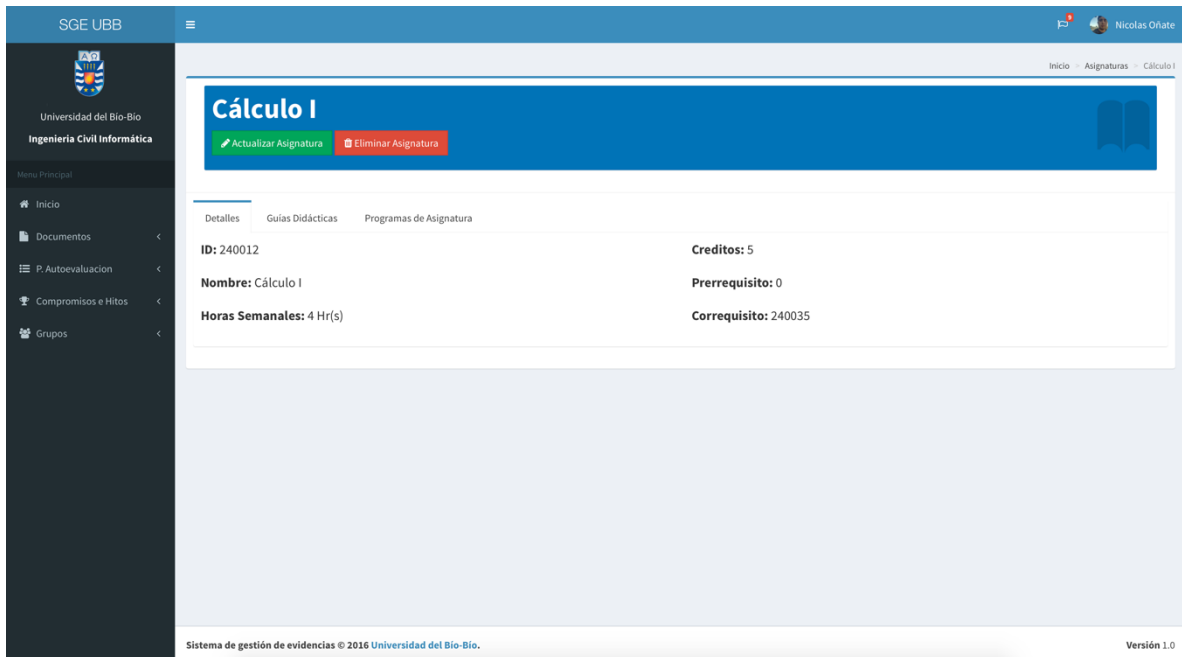 SGE UBB
9
Nicolas Oñate
Universidad del Bío-Bío
Ingenieria Civil Informática
Menu Principal
Inicio
Documentos
P. Autoevaluacion
Compromisos e Hitos
Grupos
Inicio > Asignaturas > Cálculo I
Cálculo I
Actualizar Asignatura Eliminar Asignatura
Detalles Guías Didácticas Programas de Asignatura
ID: 240012 Creditos: 5
Nombre: Cálculo I Prerrequisito: 0
Horas Semanales: 4 Hr(s) Correquisito: 240035
Sistema de gestión de evidencias © 2016 Universidad del Bío-Bío. Versión 1.0